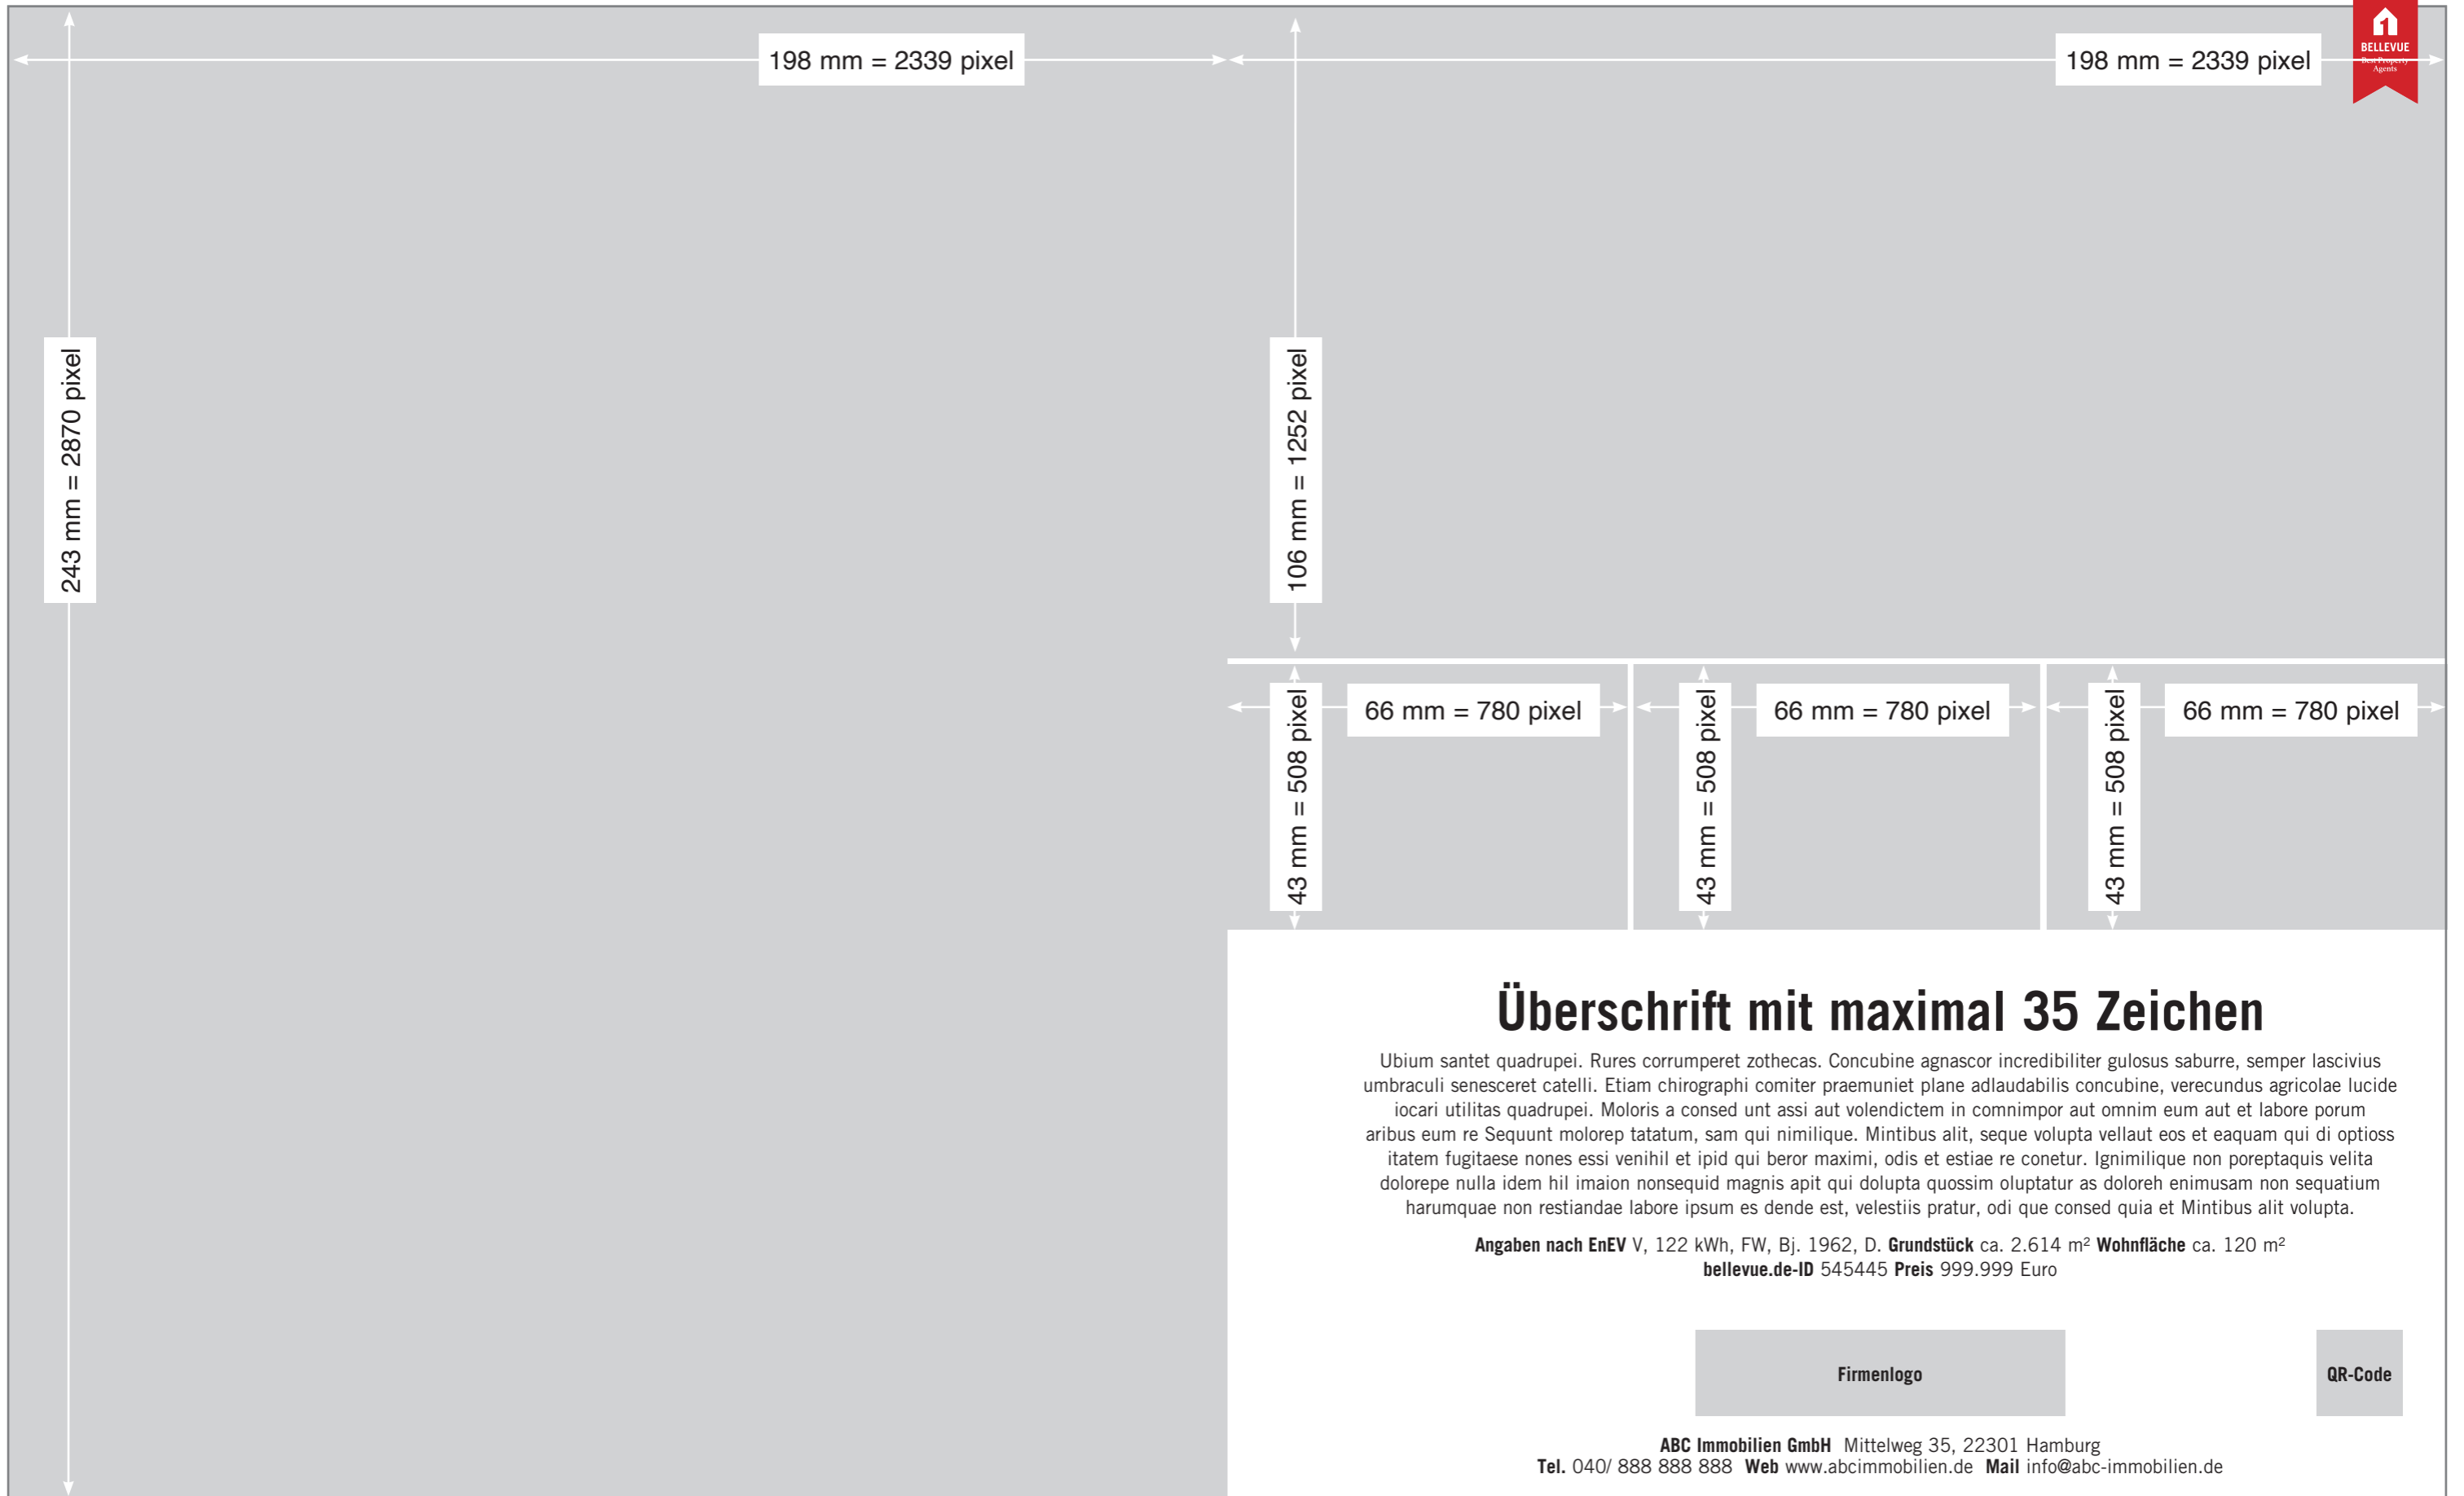 198 mm = 2339 pixel
198 mm = 2339 pixel
BELLEVUE
Best Property
Agents
243 mm = 2870 pixel
106 mm = 1252 pixel
43 mm = 508 pixel
66 mm = 780 pixel
43 mm = 508 pixel
66 mm = 780 pixel
43 mm = 508 pixel
66 mm = 780 pixel
Überschrift mit maximal 35 Zeichen
Ubium santet quadrupei. Rures corrumperet zothecas. Concubine agnascor incredibiliter gulosus saburre, semper lascivius
umbraculi senesceret catelli. Etiam chirographi comiter praemuniet plane adlaudabilis concubine, verecundus agricolae lucide
iocari utilitas quadrupei. Moloris a consed unt assi aut volendictem in comnimpor aut omnim eum aut et labore porum
aribus eum re Sequunt molorep tatatum, sam qui nimilique. Mintibus alit, seque volupta vellaut eos et eaquam qui di optioss
itatem fugitaese nones essi venihil et ipid qui beror maximi, odis et estiae re conetur. Ignimilique non poreptaquis velita
dolorepe nulla idem hil imaion nonsequid magnis apit qui dolupta quossim oluptatur as doloreh enimusam non sequatium
harumquae non restiandae labore ipsum es dende est, velestiis pratur, odi que consed quia et Mintibus alit volupta.
Angaben nach EnEV V, 122 kWh, FW, Bj. 1962, D. Grundstück ca. 2.614 m² Wohnfläche ca. 120 m²
bellevue.de-ID 545445 Preis 999.999 Euro
Firmenlogo
QR-Code
ABC Immobilien GmbH Mittelweg 35, 22301 Hamburg
Tel. 040/ 888 888 888 Web www.abcimmobilien.de Mail info@abc-immobilien.de